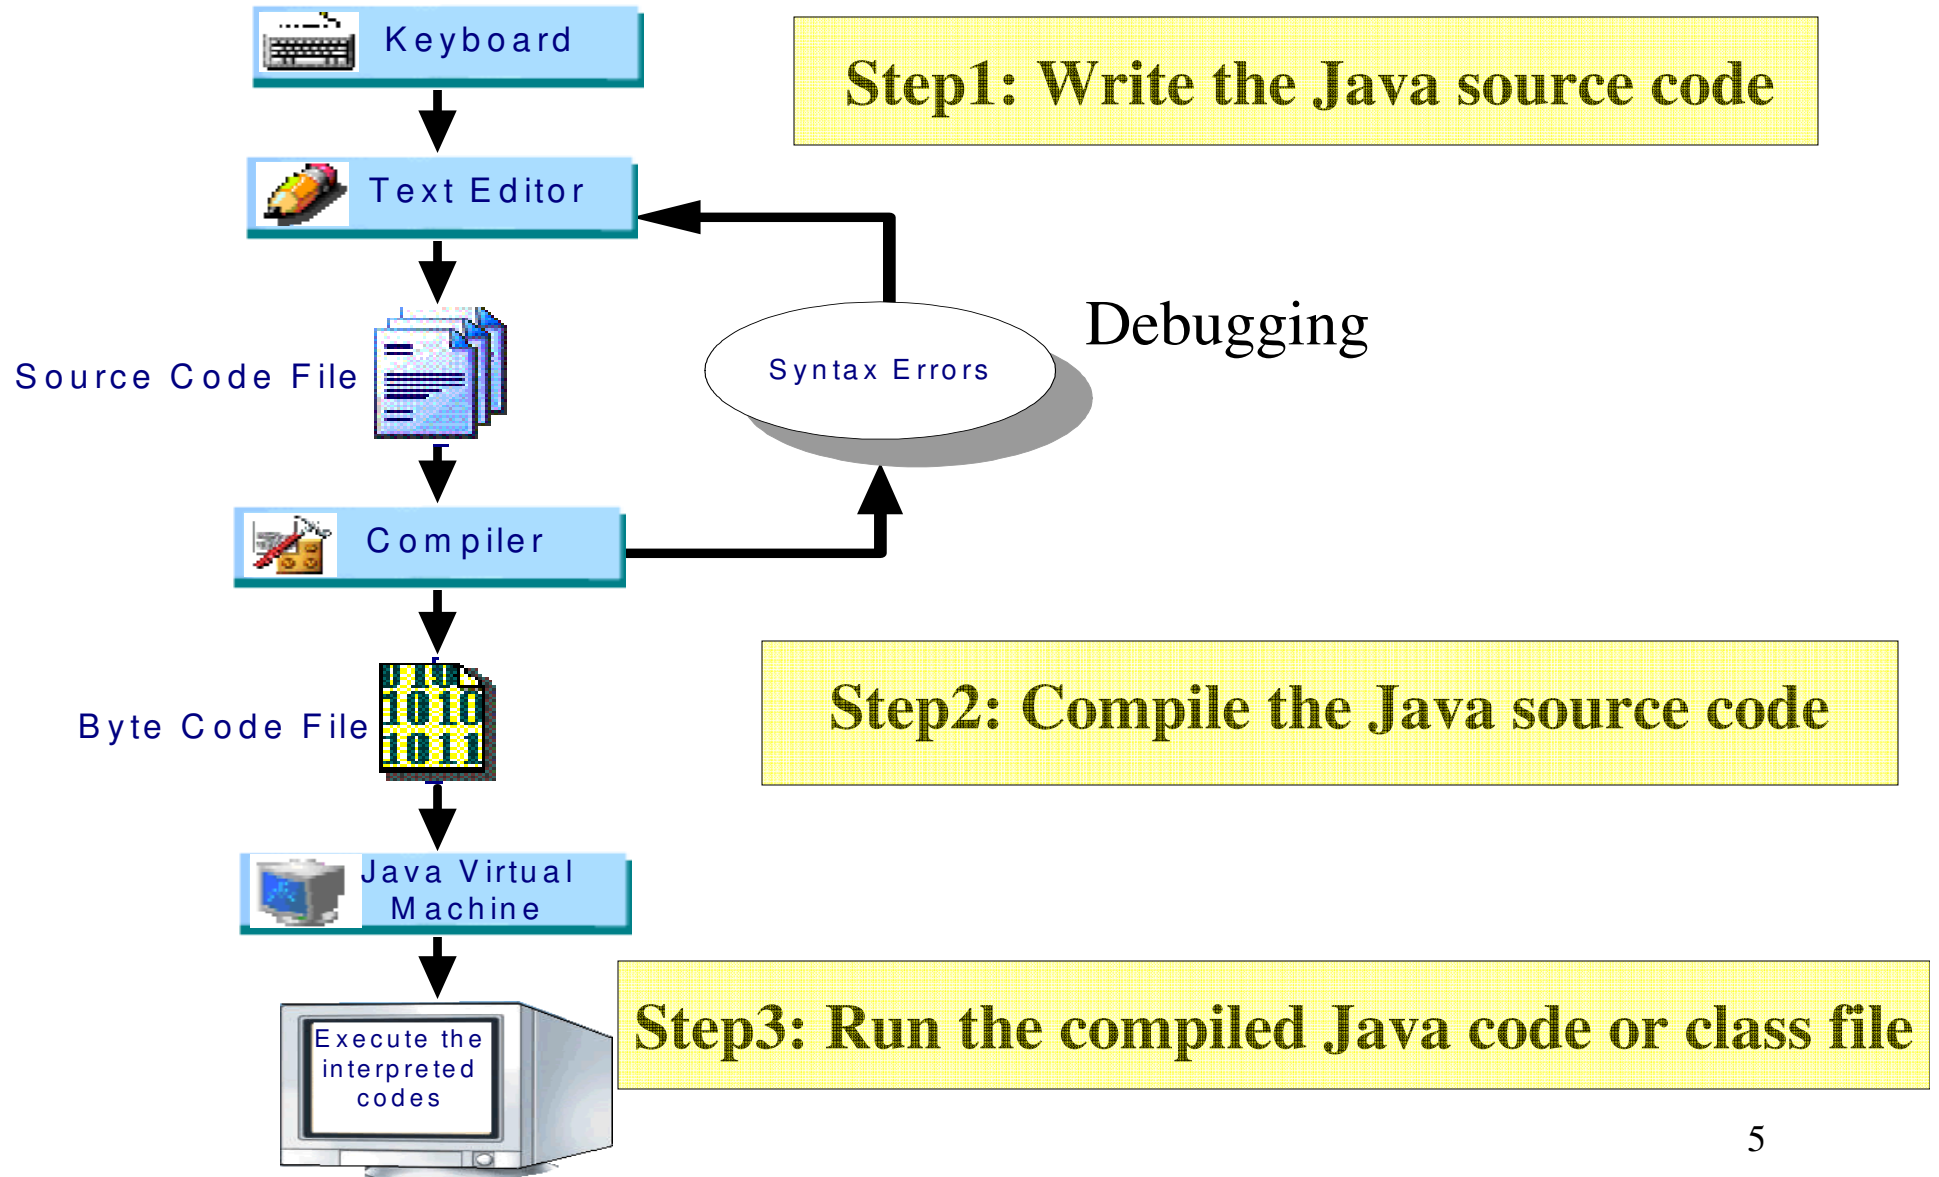 Keyboard
Step1: Write the Java source code
Text Editor
Debugging
Syntax Errors
Source Code File
Compiler
Step2: Compile the Java source code
Byte Code File
Java Virtual
Machine
Step3: Run the compiled Java code or class file
Execute the
interpreted
codes
5